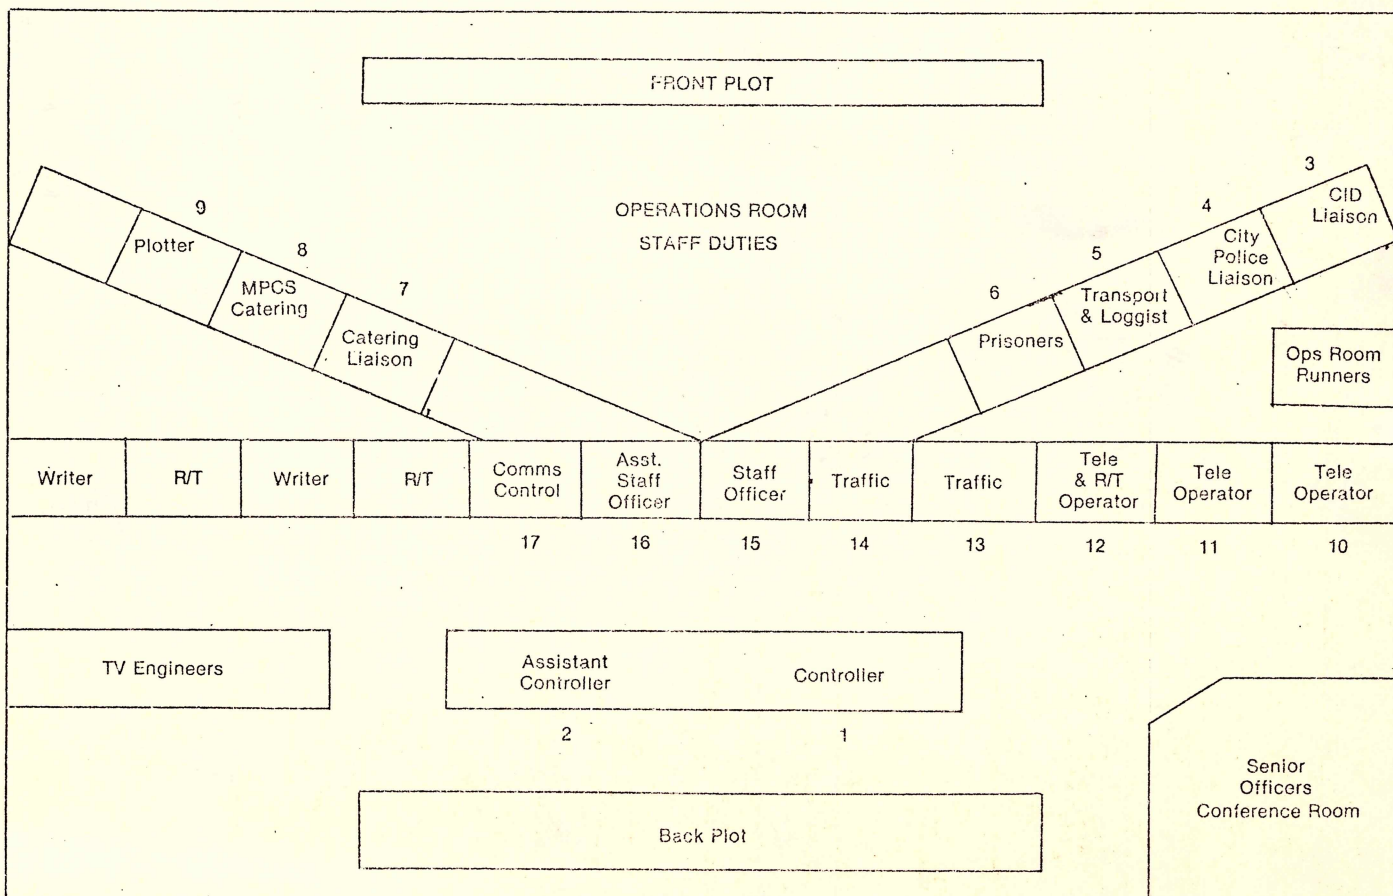 FRONT PLOT
OPERATIONS ROOM
STAFF DUTIES
9
Plotter
8
MPCS
Catering
7
Catering
Liaison
3
CID
Liaison
4
City
Police
Liaison
5
Transport
& Loggist
6
Prisoners
Ops Room
Runners
Writer
R/T
Writer
R/T
Comms
Control
Asst.
Staff
Officer
Staff
Officer
Traffic
Traffic
Tele
& R/T
Operator
Tele
Operator
Tele
Operator
17
16
15
14
13
12
11
10
TV Engineers
Assistant
Controller
Controller
2
1
Back Plot
Senior
Officers
Conference Room